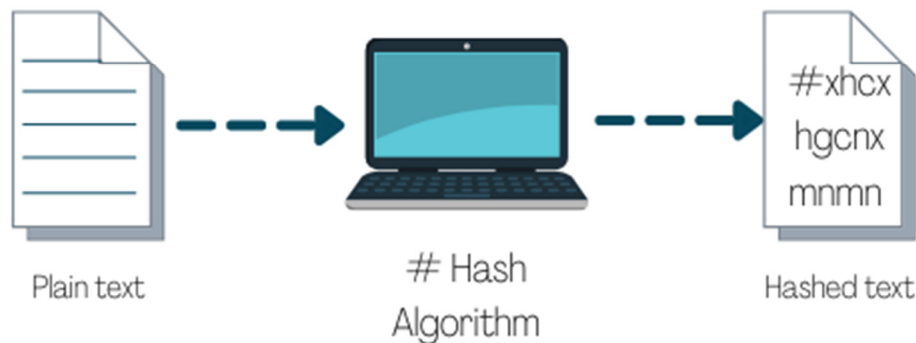 #xhcx
hgcnx
mnmn
Plain text
# Hash
Algorithm
Hashed text